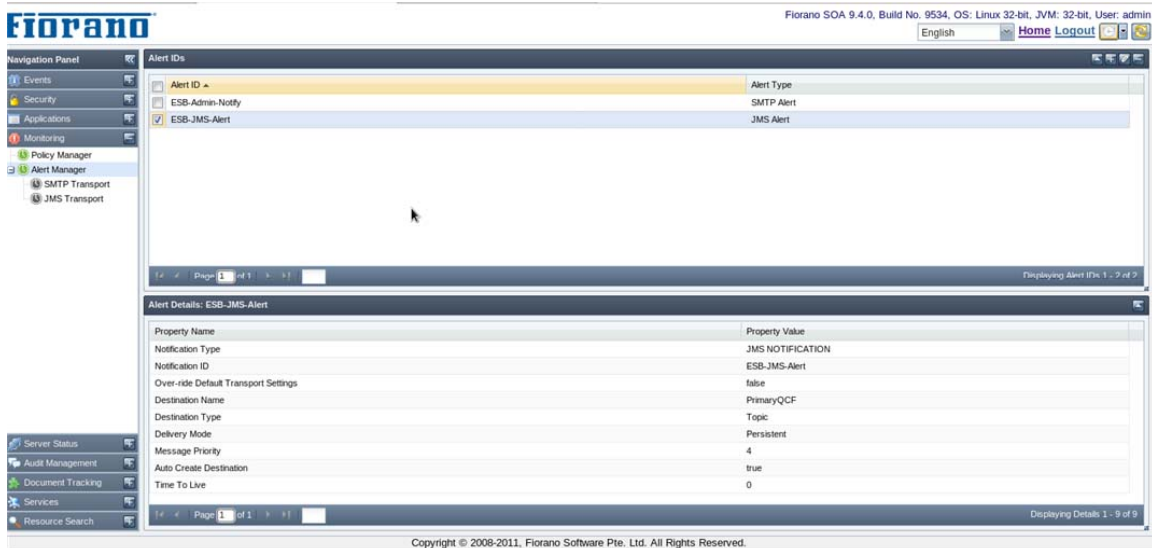 Fiorano
Fiorano SOA 9.4.0, Build No. 9534, OS: Linux 32-bit, JVM: 32-bit, User: admin
English Home Logout
Navigation Panel
Events
Security
Applications
Monitoring
Policy Manager
Alert Manager
SMTP Transport
JMS Transport
Server Status
Audit Management
Document Tracking
Services
Resource Search
Alert IDs
Alert ID Alert Type
ESB-Admin-Notify SMTP Alert
ESB-JMS-Alert JMS Alert
Page 1 of 1 Displaying Alert IDs 1 - 2 of 2
Alert Details: ESB-JMS-Alert
Property Name Property Value
Notification Type JMS NOTIFICATION
Notification ID ESB-JMS-Alert
Over-ride Default Transport Settings false
Destination Name PrimaryQCF
Destination Type Topic
Delivery Mode Persistent
Message Priority 4
Auto Create Destination true
Time To Live 0
Page 1 of 1 Displaying Details 1 - 9 of 9
Copyright © 2008-2011, Fiorano Software Pte. Ltd. All Rights Reserved.